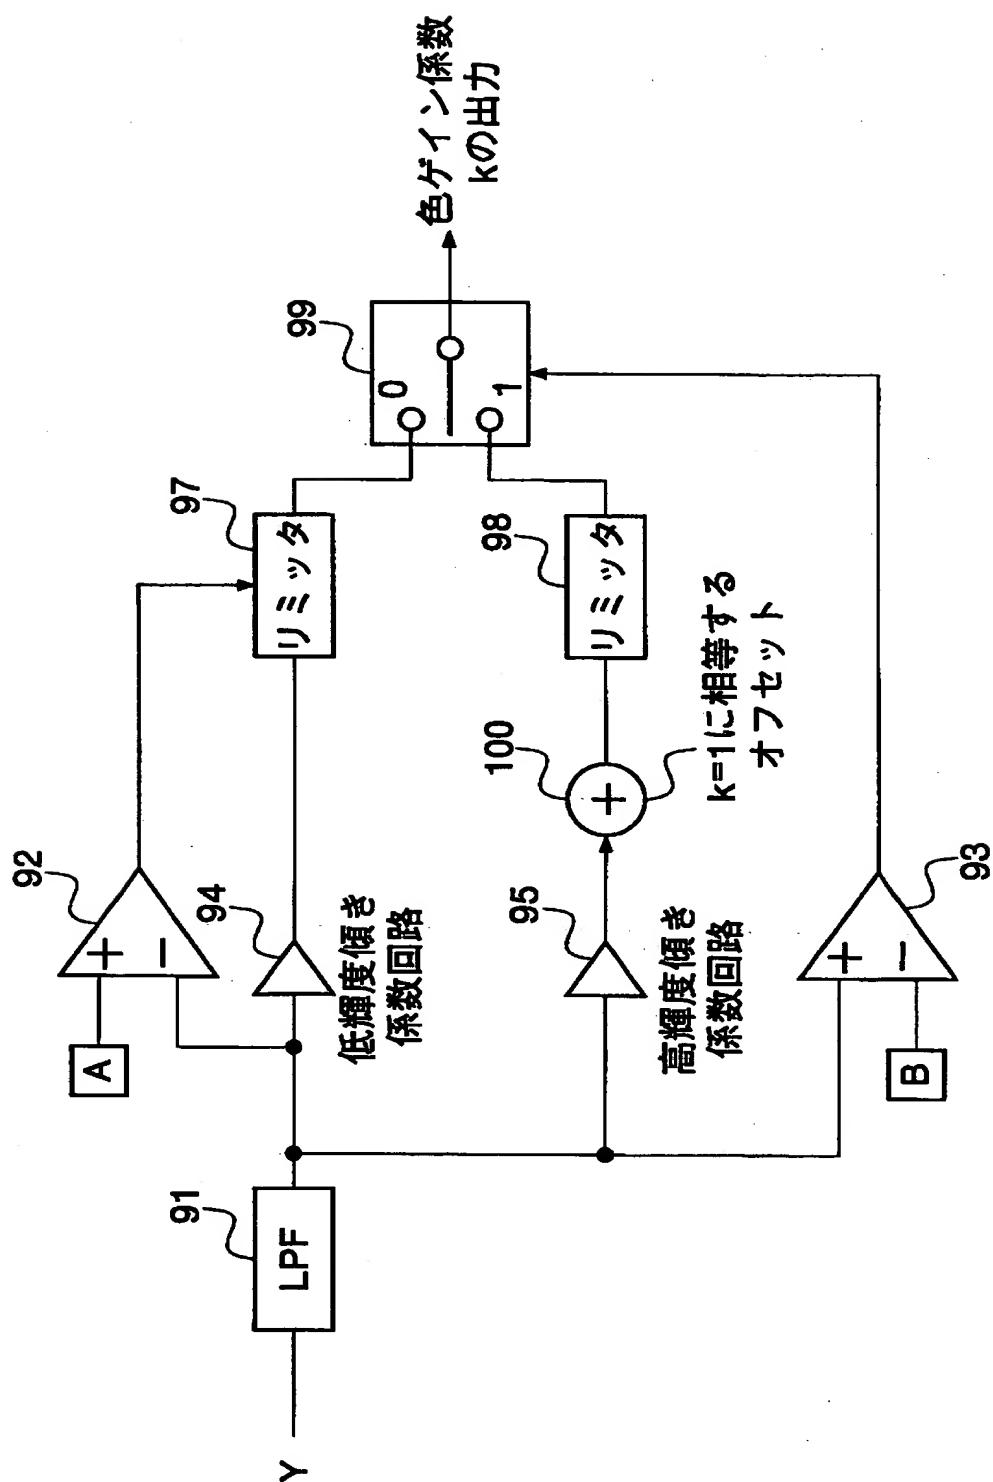 Y
LPF
91
A
B
+
−
92
94
低輝度傾き
係数回路
95
高輝度傾き
係数回路
+
−
93
100
+
k=1に相等する
オフセット
リミッタ
97
リミッタ
98
99
0
1
色ゲイン係数
kの出力